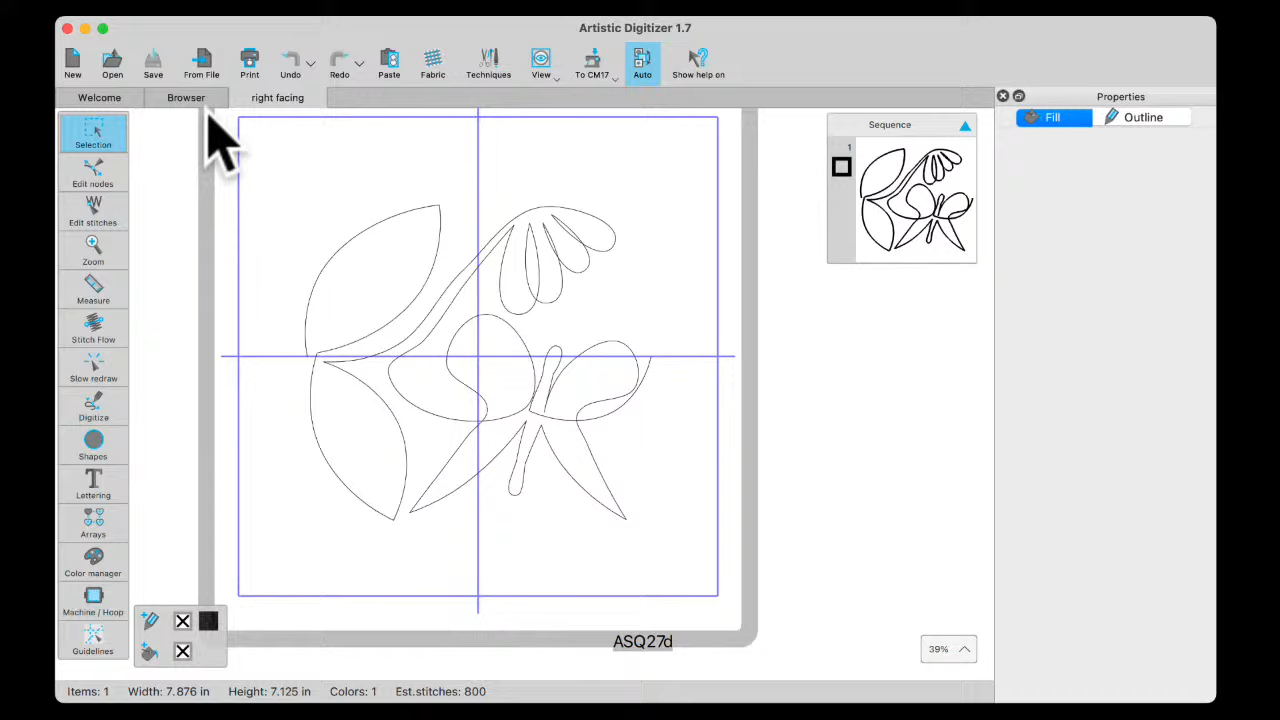 Artistic Digitizer 1.7
New Open Save From File Print Undo Redo Paste Fabric Techniques View To CM17 Auto Show help on
Welcome Browser right facing
Properties
Fill Outline
Selection
Edit nodes
Edit stitches
Zoom
Measure
Stitch Flow
Slow redraw
Digitize
Shapes
Lettering
Arrays
Color manager
Machine / Hoop
Guidelines
Sequence
1
ASQ27d
39%
Items: 1 Width: 7.876 in Height: 7.125 in Colors: 1 Est.stitches: 800